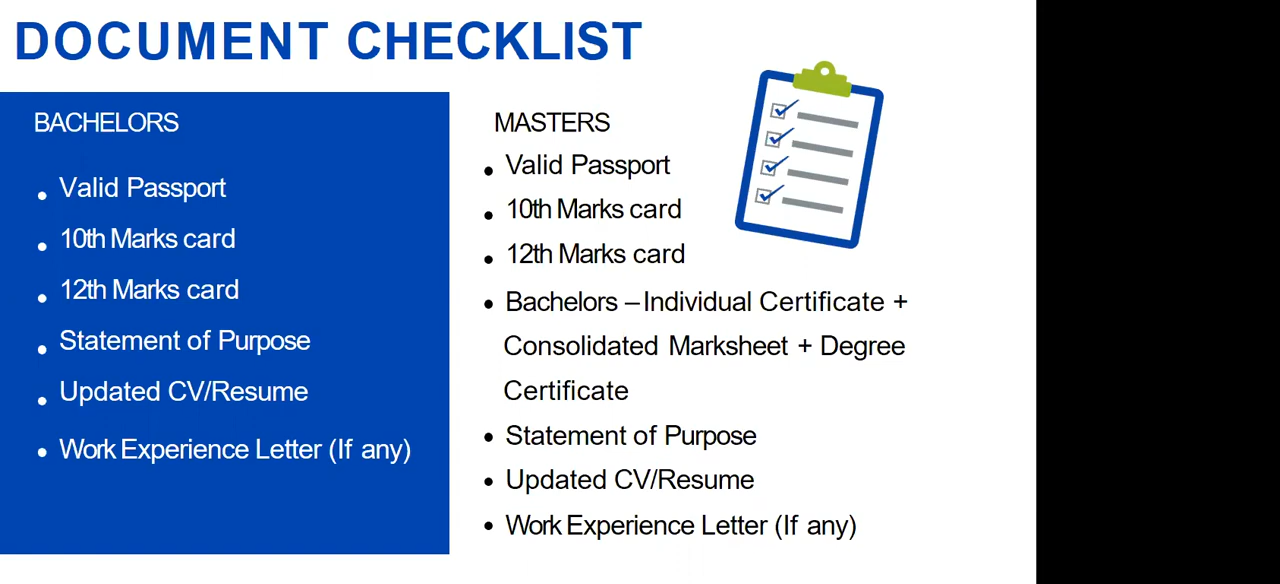 DOCUMENT CHECKLIST
BACHELORS
• Valid Passport
• 10th Marks card
• 12th Marks card
• Statement of Purpose
• Updated CV/Resume
• Work Experience Letter (If any)
MASTERS
• Valid Passport
• 10th Marks card
• 12th Marks card
• Bachelors – Individual Certificate +
Consolidated Marksheet + Degree
Certificate
• Statement of Purpose
• Updated CV/Resume
• Work Experience Letter (If any)